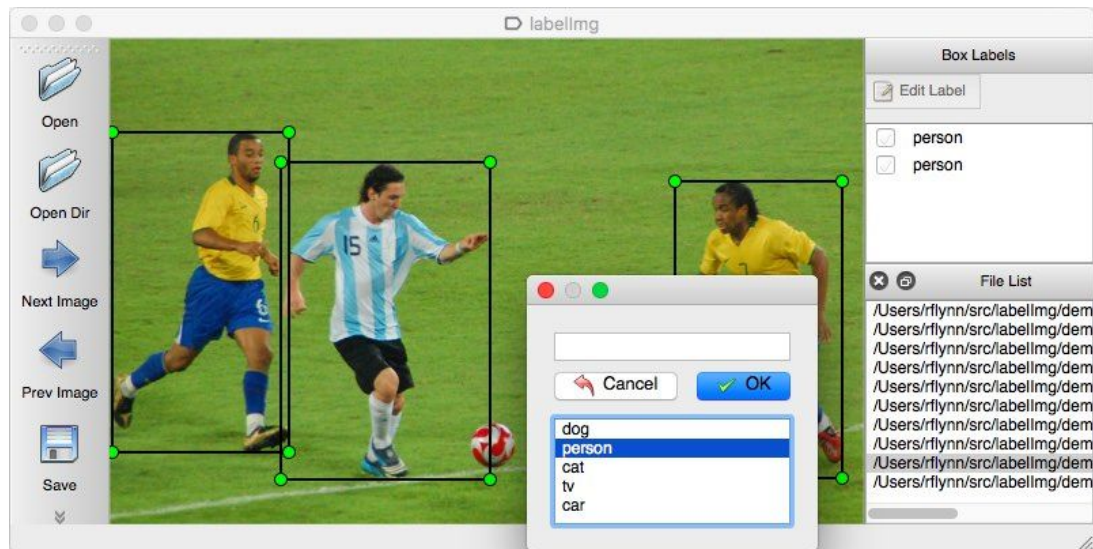 labelImg
Open
Open Dir
Next Image
Prev Image
Save
15
6
6
7
Box Labels
Edit Label
person
person
File List
/Users/rflynn/src/labelImg/dem
/Users/rflynn/src/labelImg/dem
/Users/rflynn/src/labelImg/dem
/Users/rflynn/src/labelImg/dem
/Users/rflynn/src/labelImg/dem
/Users/rflynn/src/labelImg/dem
/Users/rflynn/src/labelImg/dem
/Users/rflynn/src/labelImg/dem
/Users/rflynn/src/labelImg/dem
/Users/rflynn/src/labelImg/dem
Cancel
OK
dog
person
cat
tv
car